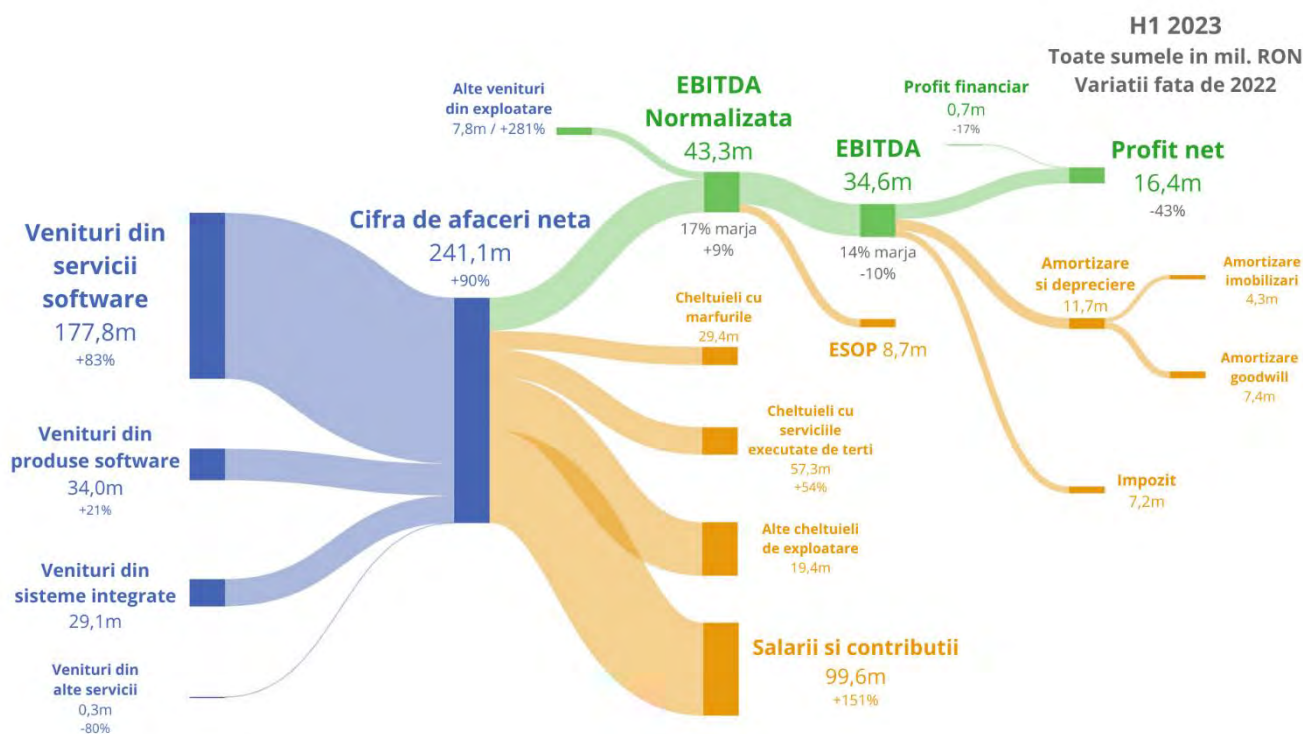 H1 2023
Toate sumele in mil. RON
Variatii fata de 2022
Alte venituri
din exploatare
7,8m / +281%
EBITDA
Normalizata
43,3m
17% marja
+9%
EBITDA
34,6m
14% marja
-10%
Profit financiar
0,7m
-17%
Profit net
16,4m
-43%
Venituri din
servicii
software
177,8m
+83%
Cifra de afaceri neta
241,1m
+90%
Cheltuieli cu
marfurile
29,4m
ESOP 8,7m
Amortizare
si depreciere
11,7m
Amortizare
imobilizari
4,3m
Amortizare
goodwill
7,4m
Venituri din
produse software
34,0m
+21%
Cheltuieli cu
serviciile
executate de terti
57,3m
+54%
Impozit
7,2m
Venituri din
sisteme integrate
29,1m
Alte cheltuieli
de exploatare
19,4m
Venituri din
alte servicii
0,3m
-80%
Salarii si contributii
99,6m
+151%